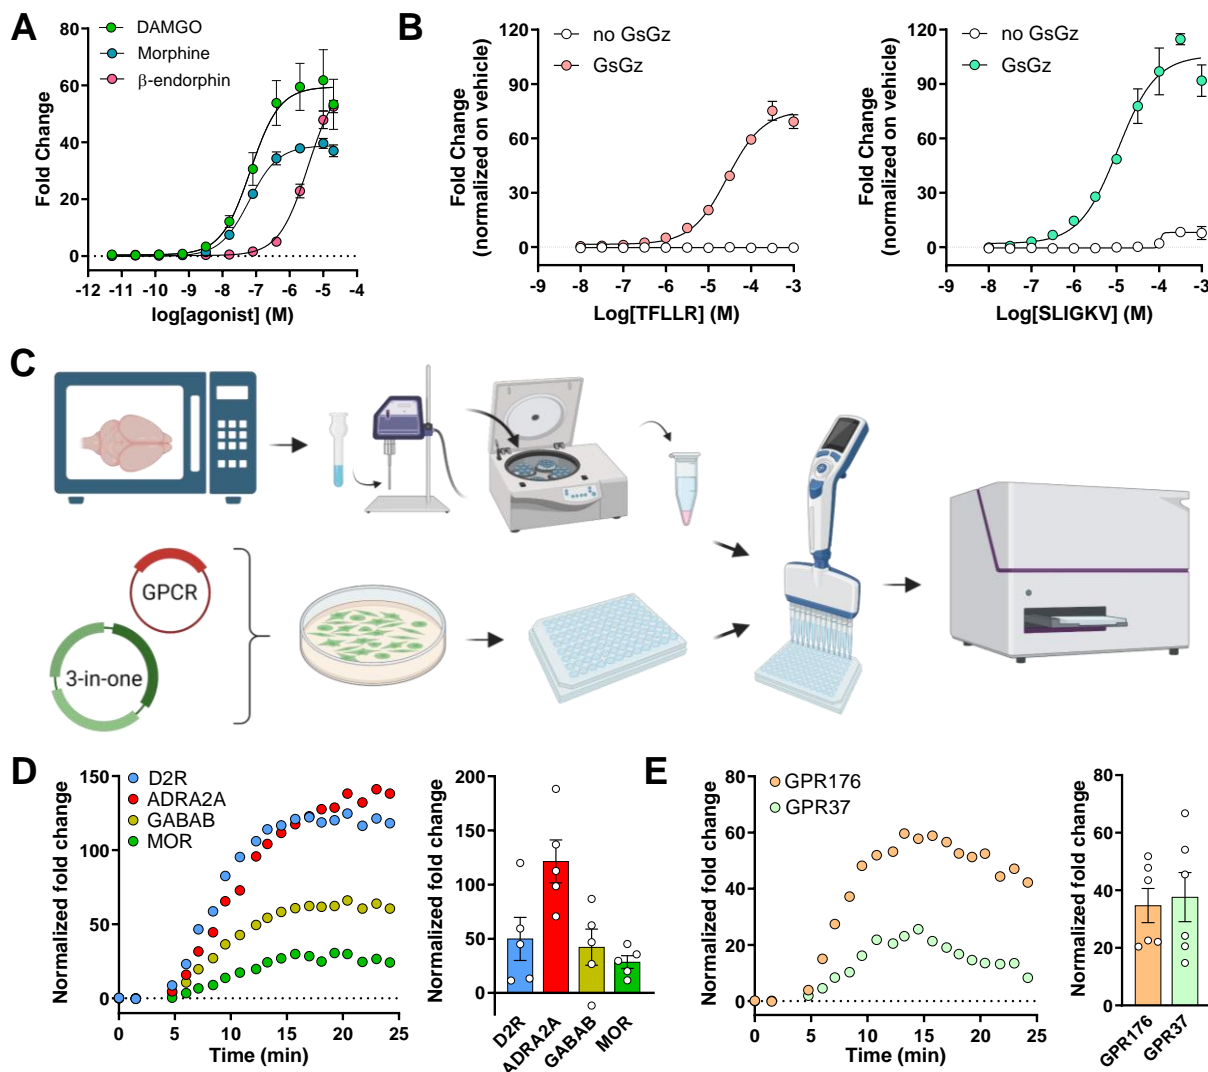 A
Fold Change
80
60
40
20
0
DAMGO
Morphine
β-endorphin
-12 -11 -10 -9 -8 -7 -6 -5 -4
log[agonist] (M)
B
Fold Change
(normalized on vehicle)
120
90
60
30
0
no GsGz
GsGz
-9 -8 -7 -6 -5 -4 -3
Log[TFLLR] (M)
Fold Change
(normalized on vehicle)
120
90
60
30
0
no GsGz
GsGz
-9 -8 -7 -6 -5 -4 -3
Log[SLIGKV] (M)
C
GPCR
3-in-one
D
Normalized fold change
150
100
50
0
D2R
ADRA2A
GABAB
MOR
0 5 10 15 20 25
Time (min)
Normalized fold change
200
150
100
50
0
D2R
ADRA2A
GABAB
MOR
E
Normalized fold change
80
60
40
20
0
GPR176
GPR37
0 5 10 15 20 25
Time (min)
Normalized fold change
80
60
40
20
0
GPR176
GPR37